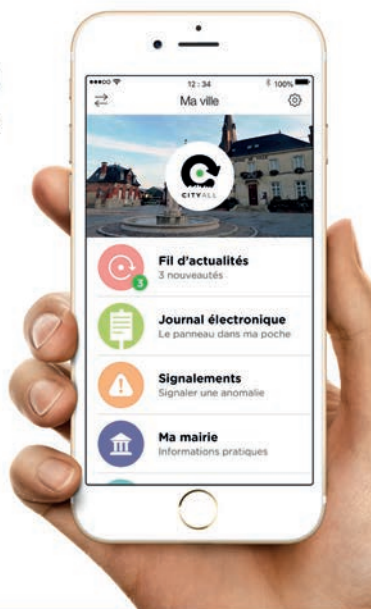 12:34
100%
Ma ville
CITYALL
Fil d'actualités
3 nouveautés
3
Journal électronique
Le panneau dans ma poche
Signalements
Signaler une anomalie
Ma mairie
Informations pratiques